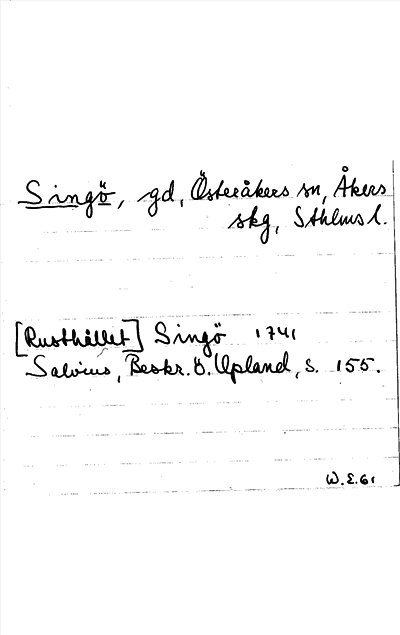 Singö, gd, Österåkers sn, Åkers
skg, Sthlms l.
[Rusthållet] Singö 1741
Salvius, Beskr. ö. Upland, s. 155.
W.E.61